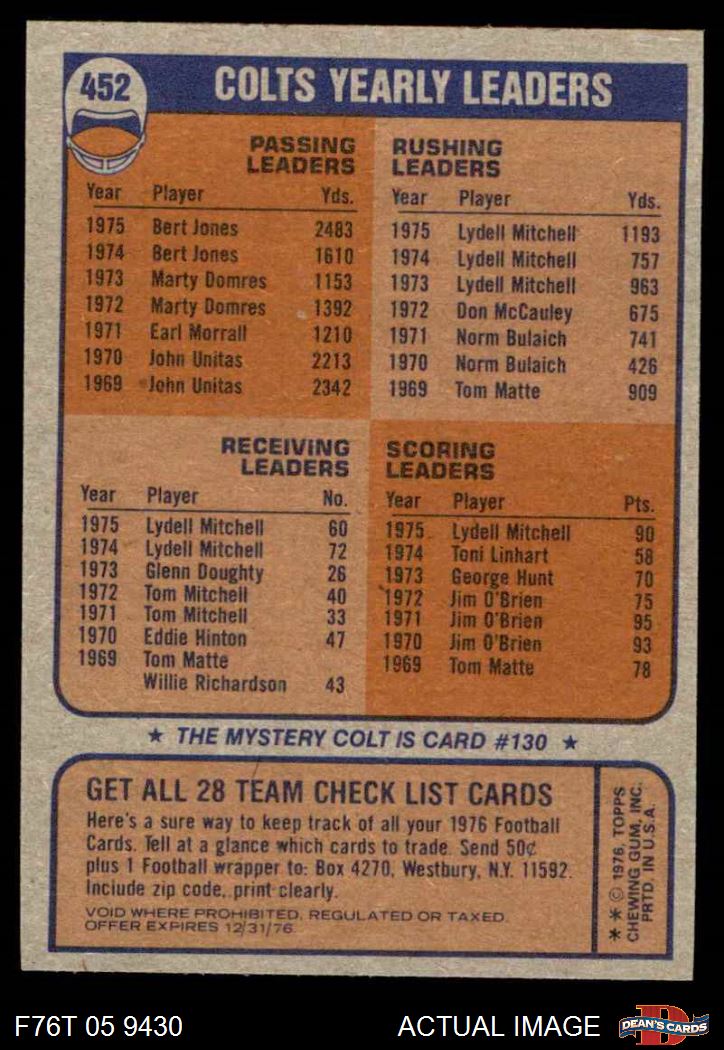 452
COLTS YEARLY LEADERS
PASSING
LEADERS
Year Player Yds.
1975 Bert Jones 2483
1974 Bert Jones 1610
1973 Marty Domres 1153
1972 Marty Domres 1392
1971 Earl Morrall 1210
1970 John Unitas 2213
1969 John Unitas 2342
RUSHING
LEADERS
Year Player Yds.
1975 Lydell Mitchell 1193
1974 Lydell Mitchell 757
1973 Lydell Mitchell 963
1972 Don McCauley 675
1971 Norm Bulaich 741
1970 Norm Bulaich 426
1969 Tom Matte 909
RECEIVING
LEADERS
Year Player No.
1975 Lydell Mitchell 60
1974 Lydell Mitchell 72
1973 Glenn Doughty 26
1972 Tom Mitchell 40
1971 Tom Mitchell 33
1970 Eddie Hinton 47
1969 Tom Matte
Willie Richardson 43
SCORING
LEADERS
Year Player Pts.
1975 Lydell Mitchell 90
1974 Toni Linhart 58
1973 George Hunt 70
1972 Jim O'Brien 75
1971 Jim O'Brien 95
1970 Jim O'Brien 93
1969 Tom Matte 78
★ THE MYSTERY COLT IS CARD #130 ★
GET ALL 28 TEAM CHECK LIST CARDS
Here's a sure way to keep track of all your 1976 Football
Cards. Tell at a glance which cards to trade. Send 50¢
plus 1 Football wrapper to: Box 4270, Westbury, N.Y. 11592.
Include zip code, print clearly.
VOID WHERE PROHIBITED, REGULATED OR TAXED.
OFFER EXPIRES 12/31/76
** © 1976, TOPPS
CHEWING GUM, INC.
PRTD. IN U.S.A.
F76T 05 9430
ACTUAL IMAGE
D
DEAN'S CARDS